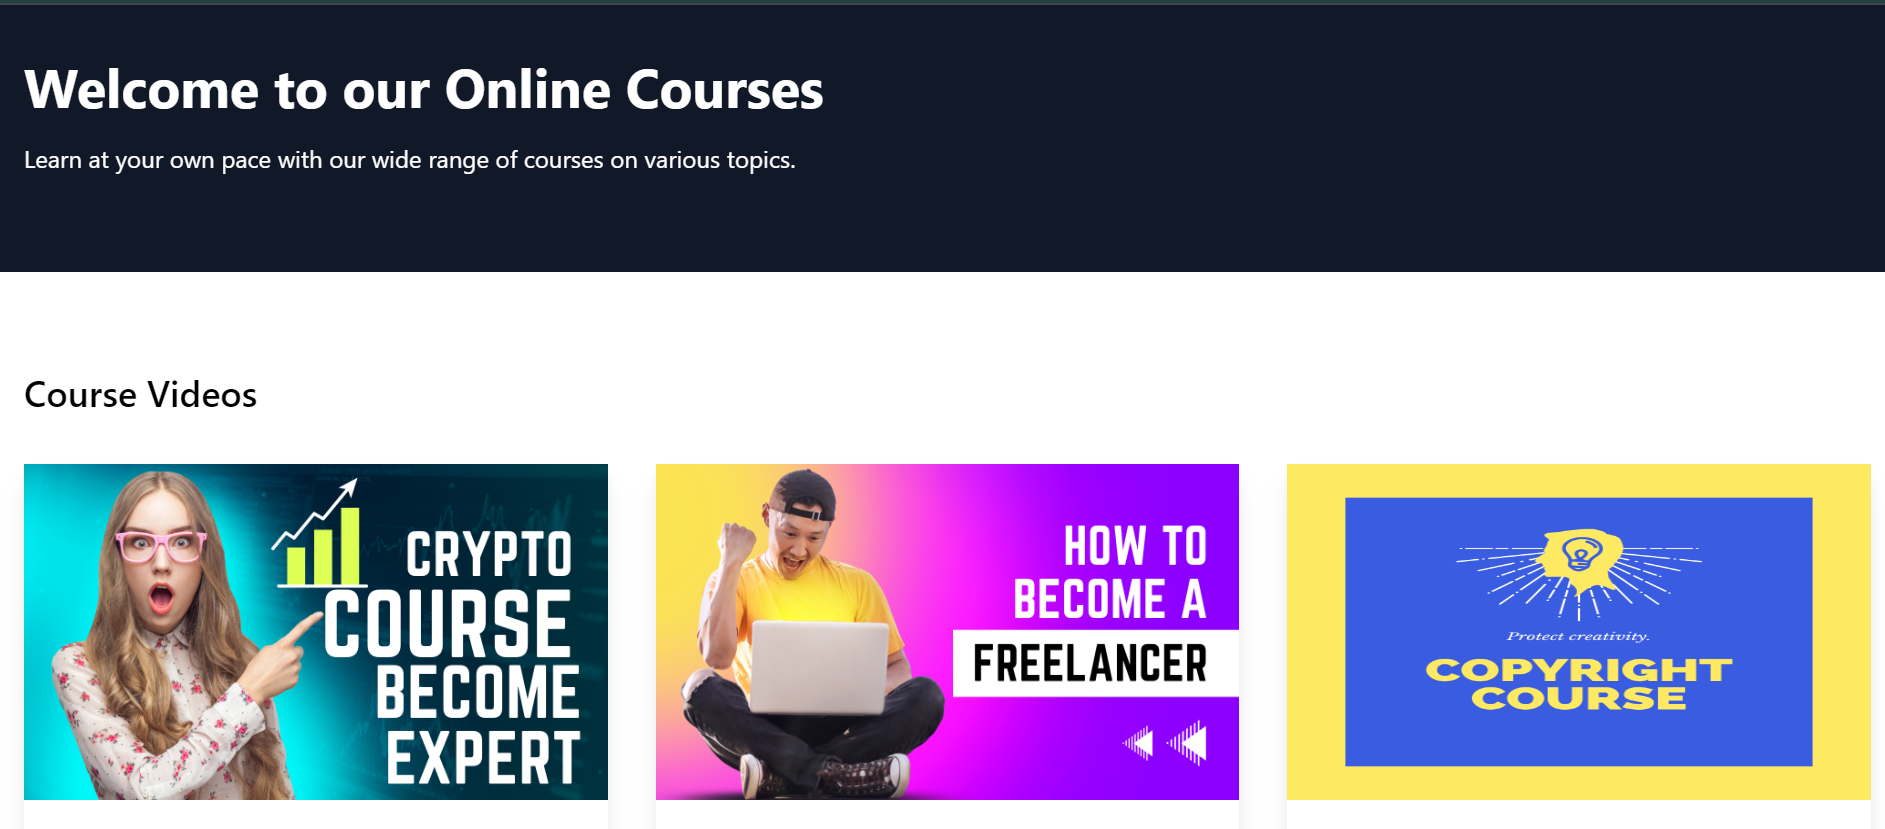 Welcome to our Online Courses
Learn at your own pace with our wide range of courses on various topics.
Course Videos
CRYPTO
COURSE
BECOME
EXPERT
HOW TO
BECOME A
FREELANCER
Protect creativity.
COPYRIGHT
COURSE